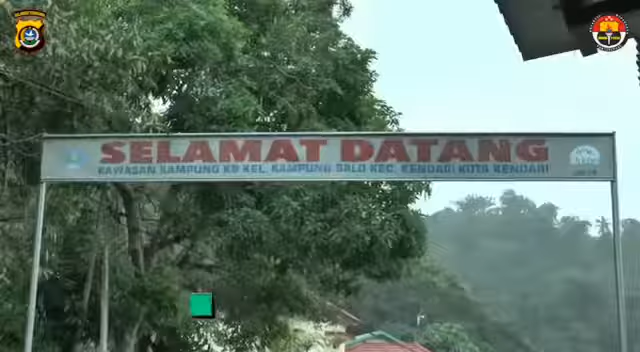 SELAMAT DATANG
KAWASAN KAMPUNG KB KEL. KAMPUNG SALO KEC. KENDARI KOTA KENDARI